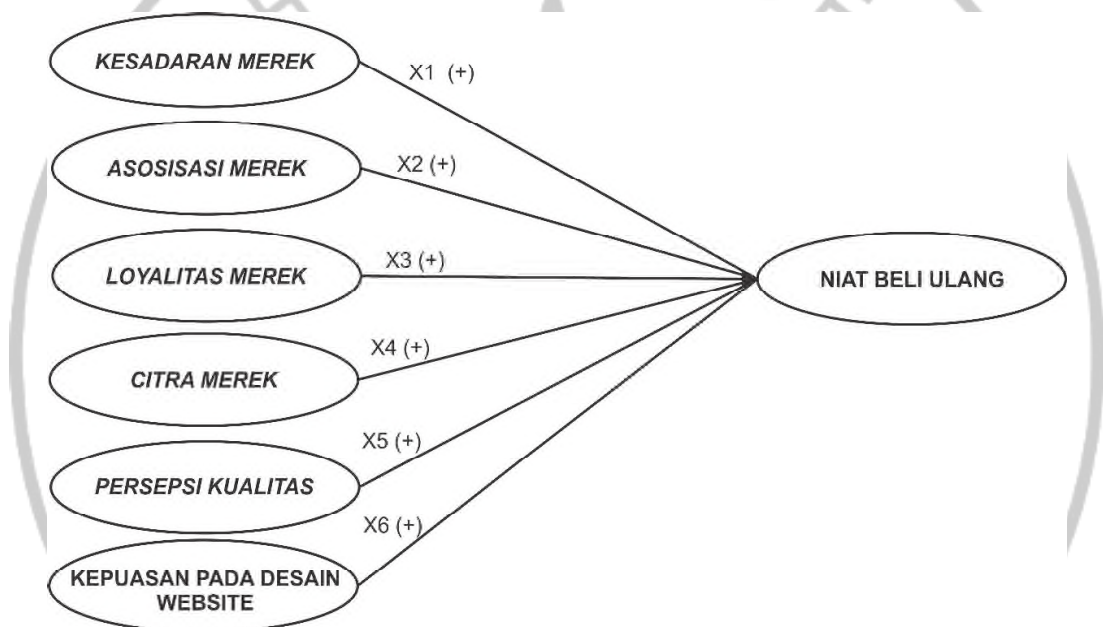 KESADARAN MEREK
X1 (+)
ASOSISASI MEREK
X2 (+)
LOYALITAS MEREK
X3 (+)
NIAT BELI ULANG
CITRA MEREK
X4 (+)
PERSEPSI KUALITAS
X5 (+)
KEPUASAN PADA DESAIN
WEBSITE
X6 (+)